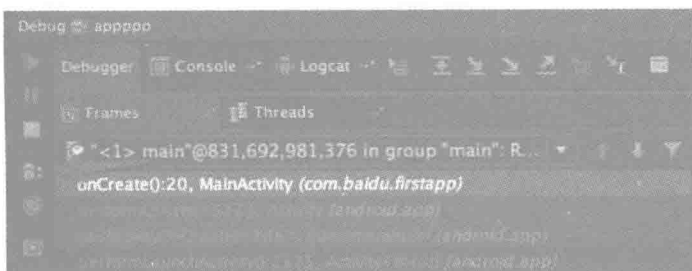 Debug appppp
Debugger Console Logcat
Frames Threads
"<1> main"@831,692,981,376 in group "main": R...
onCreate():20, MainActivity (com.baidu.firstapp)
(android.app)
(android.app)
(android.app)